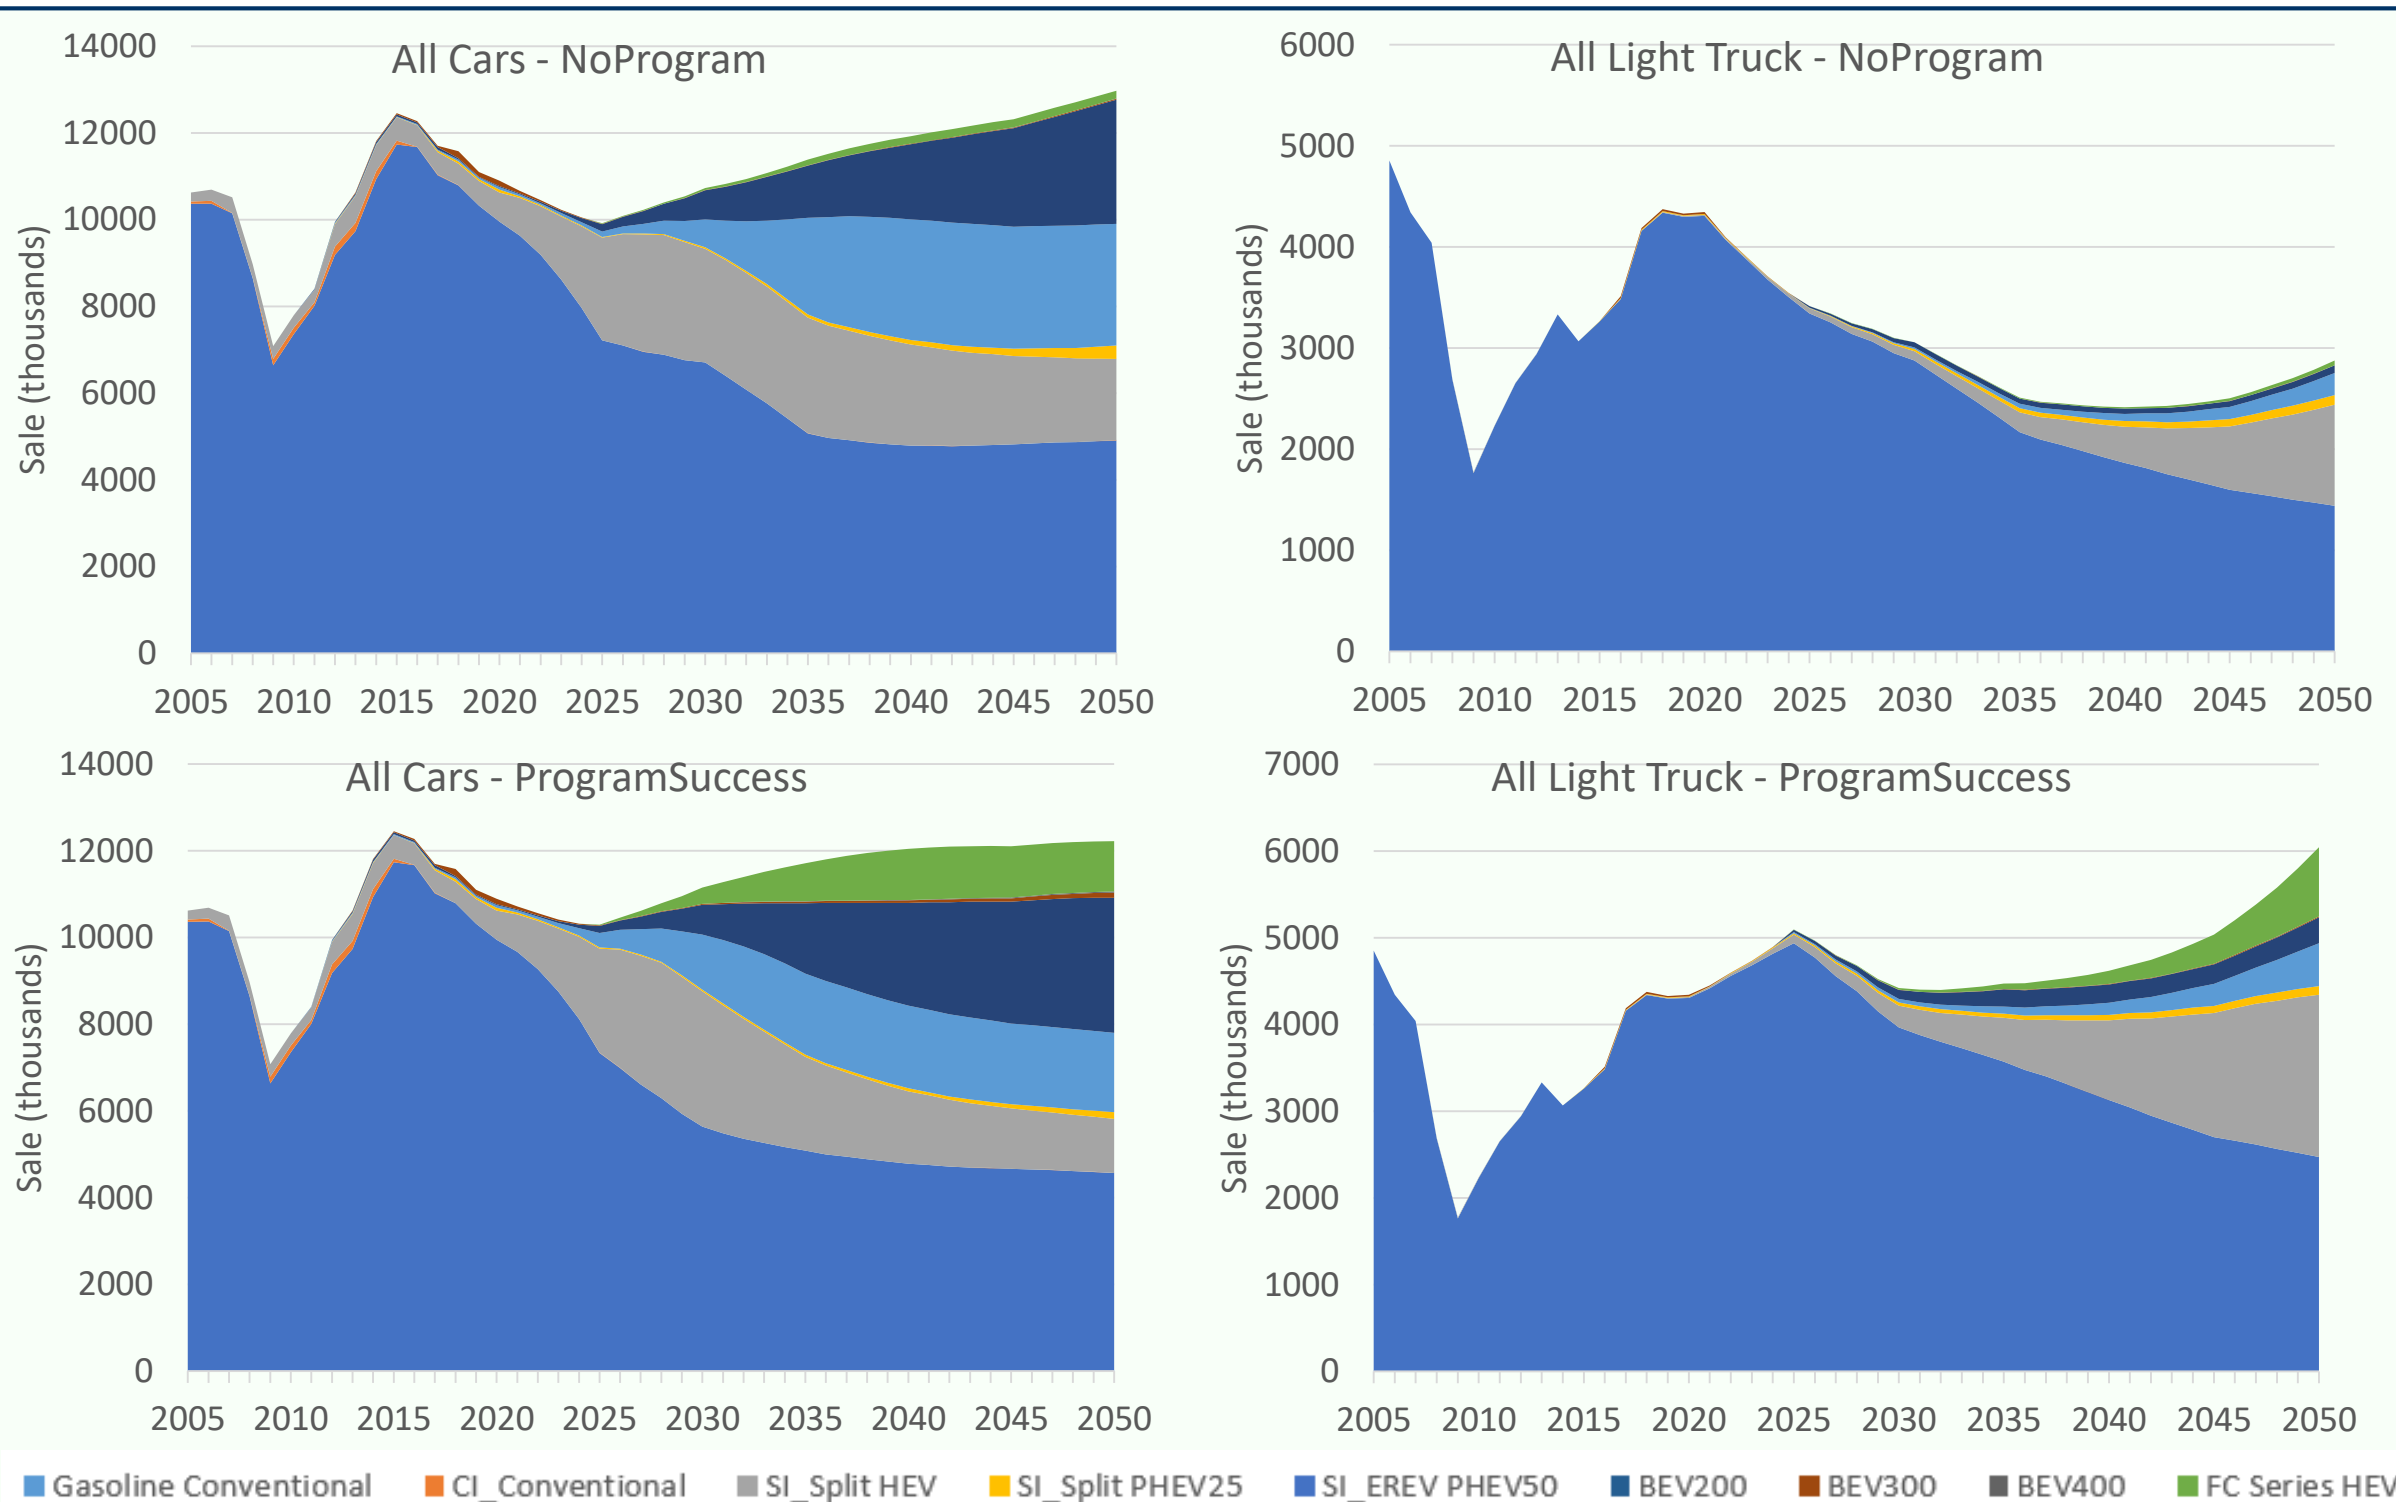 All Cars - NoProgram
Sale (thousands)
14000
12000
10000
8000
6000
4000
2000
0
2005 2010 2015 2020 2025 2030 2035 2040 2045 2050
All Light Truck - NoProgram
Sale (thousands)
6000
5000
4000
3000
2000
1000
0
2005 2010 2015 2020 2025 2030 2035 2040 2045 2050
All Cars - ProgramSuccess
Sale (thousands)
14000
12000
10000
8000
6000
4000
2000
0
2005 2010 2015 2020 2025 2030 2035 2040 2045 2050
All Light Truck - ProgramSuccess
Sale (thousands)
7000
6000
5000
4000
3000
2000
1000
0
2005 2010 2015 2020 2025 2030 2035 2040 2045 2050
Gasoline Conventional CI_Conventional SI_Split HEV SI_Split PHEV25 SI_EREV PHEV50 BEV200 BEV300 BEV400 FC Series HEV